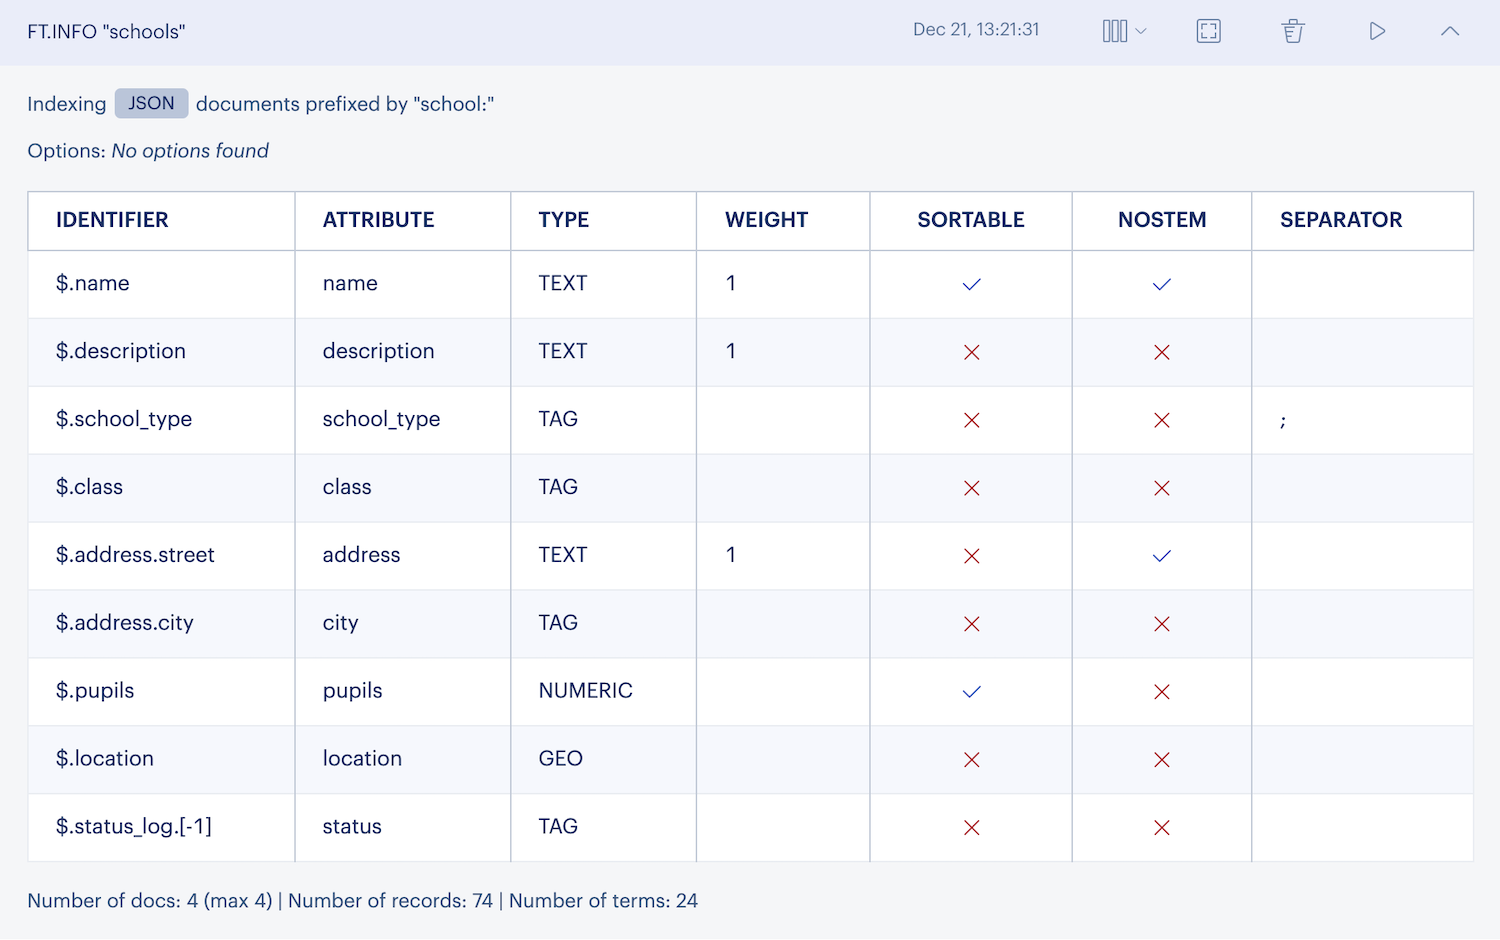 FT.INFO "schools" Dec 21, 13:21:31
Indexing JSON documents prefixed by "school:"
Options: No options found
IDENTIFIER ATTRIBUTE TYPE WEIGHT SORTABLE NOSTEM SEPARATOR
$.name name TEXT 1
$.description description TEXT 1
$.school_type school_type TAG ;
$.class class TAG
$.address.street address TEXT 1
$.address.city city TAG
$.pupils pupils NUMERIC
$.location location GEO
$.status_log.[-1] status TAG
Number of docs: 4 (max 4) | Number of records: 74 | Number of terms: 24